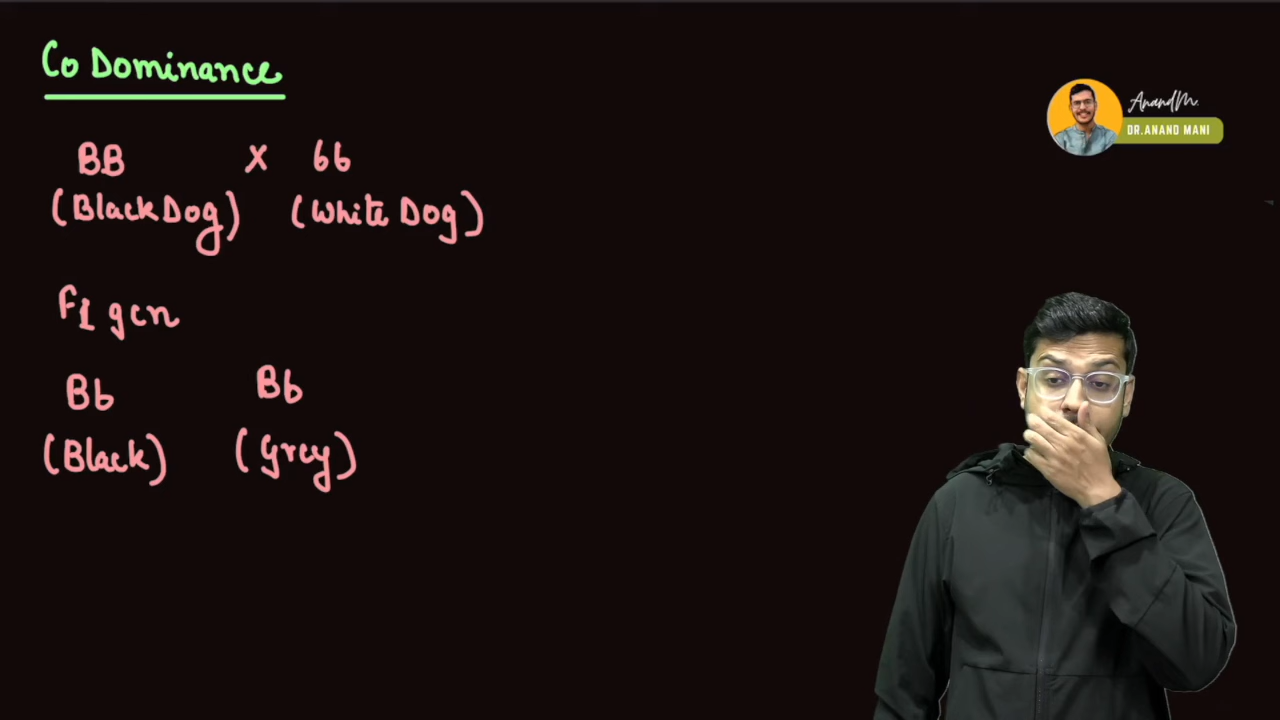 Co Dominance
BB X bb
(Black Dog) (White Dog)
F1 gen
Bb Bb
(Black) (Grey)
AnandM.
DR.ANAND MANI